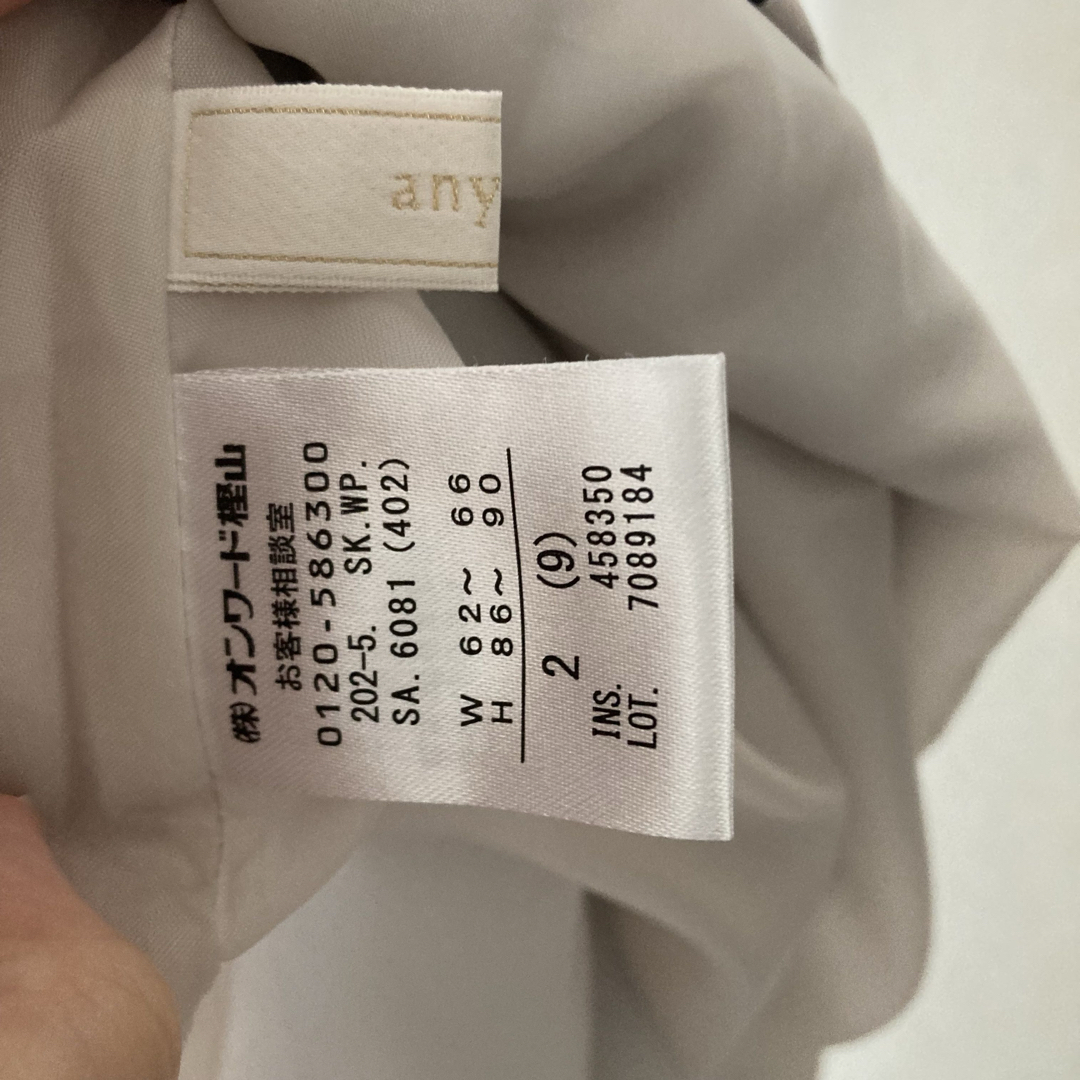 any
㈱オンワード樫山
お客様相談室
0120-586300
202-5. SK.WP.
SA.6081(402)
W 62〜 66
H 86〜 90
2 (9)
INS. 458350
LOT. 7089184